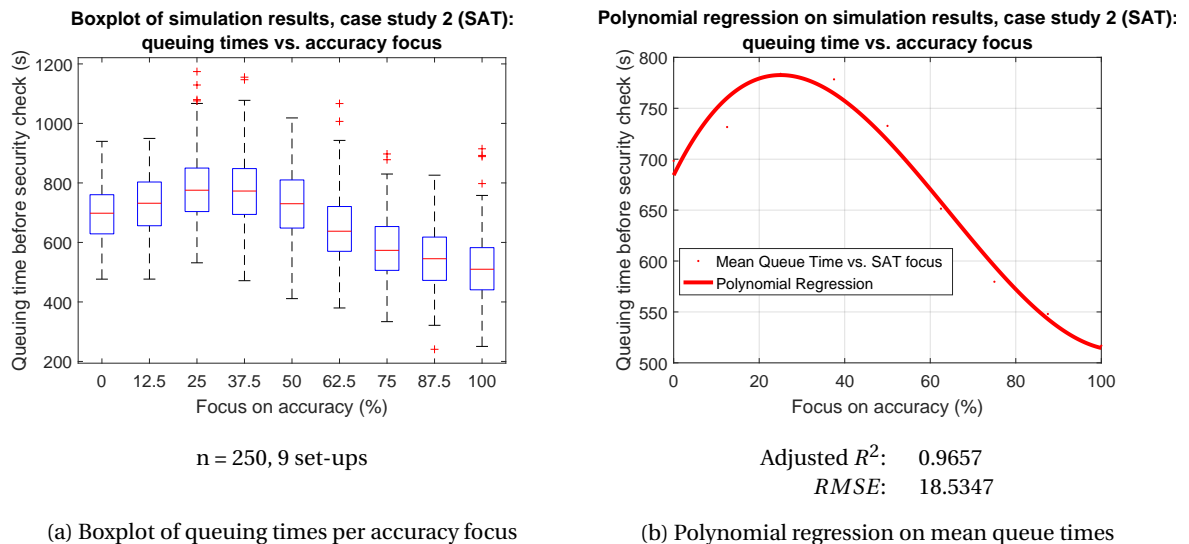 Boxplot of simulation results, case study 2 (SAT):
queuing times vs. accuracy focus
Queuing time before security check (s)
1200
1000
800
600
400
200
0 12.5 25 37.5 50 62.5 75 87.5 100
Focus on accuracy (%)
n = 250, 9 set-ups
(a) Boxplot of queuing times per accuracy focus
Polynomial regression on simulation results, case study 2 (SAT):
queuing time vs. accuracy focus
Queuing time before security check (s)
800
750
700
650
600
550
500
Mean Queue Time vs. SAT focus
Polynomial Regression
0 20 40 60 80 100
Focus on accuracy (%)
Adjusted R²: 0.9657
RMSE: 18.5347
(b) Polynomial regression on mean queue times